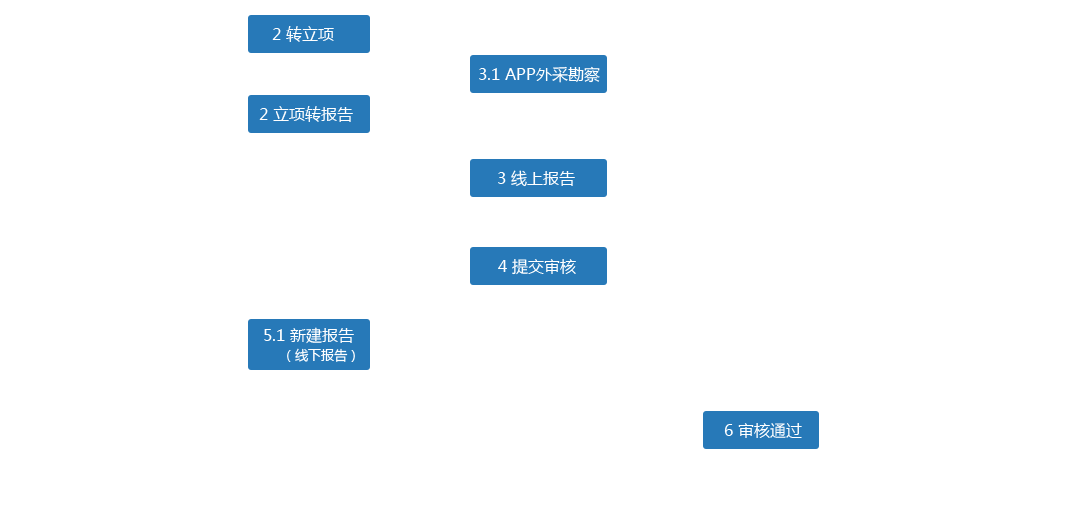 2 转立项
3.1 APP外采勘察
2 立项转报告
3 线上报告
4 提交审核
5.1 新建报告
（线下报告）
6 审核通过